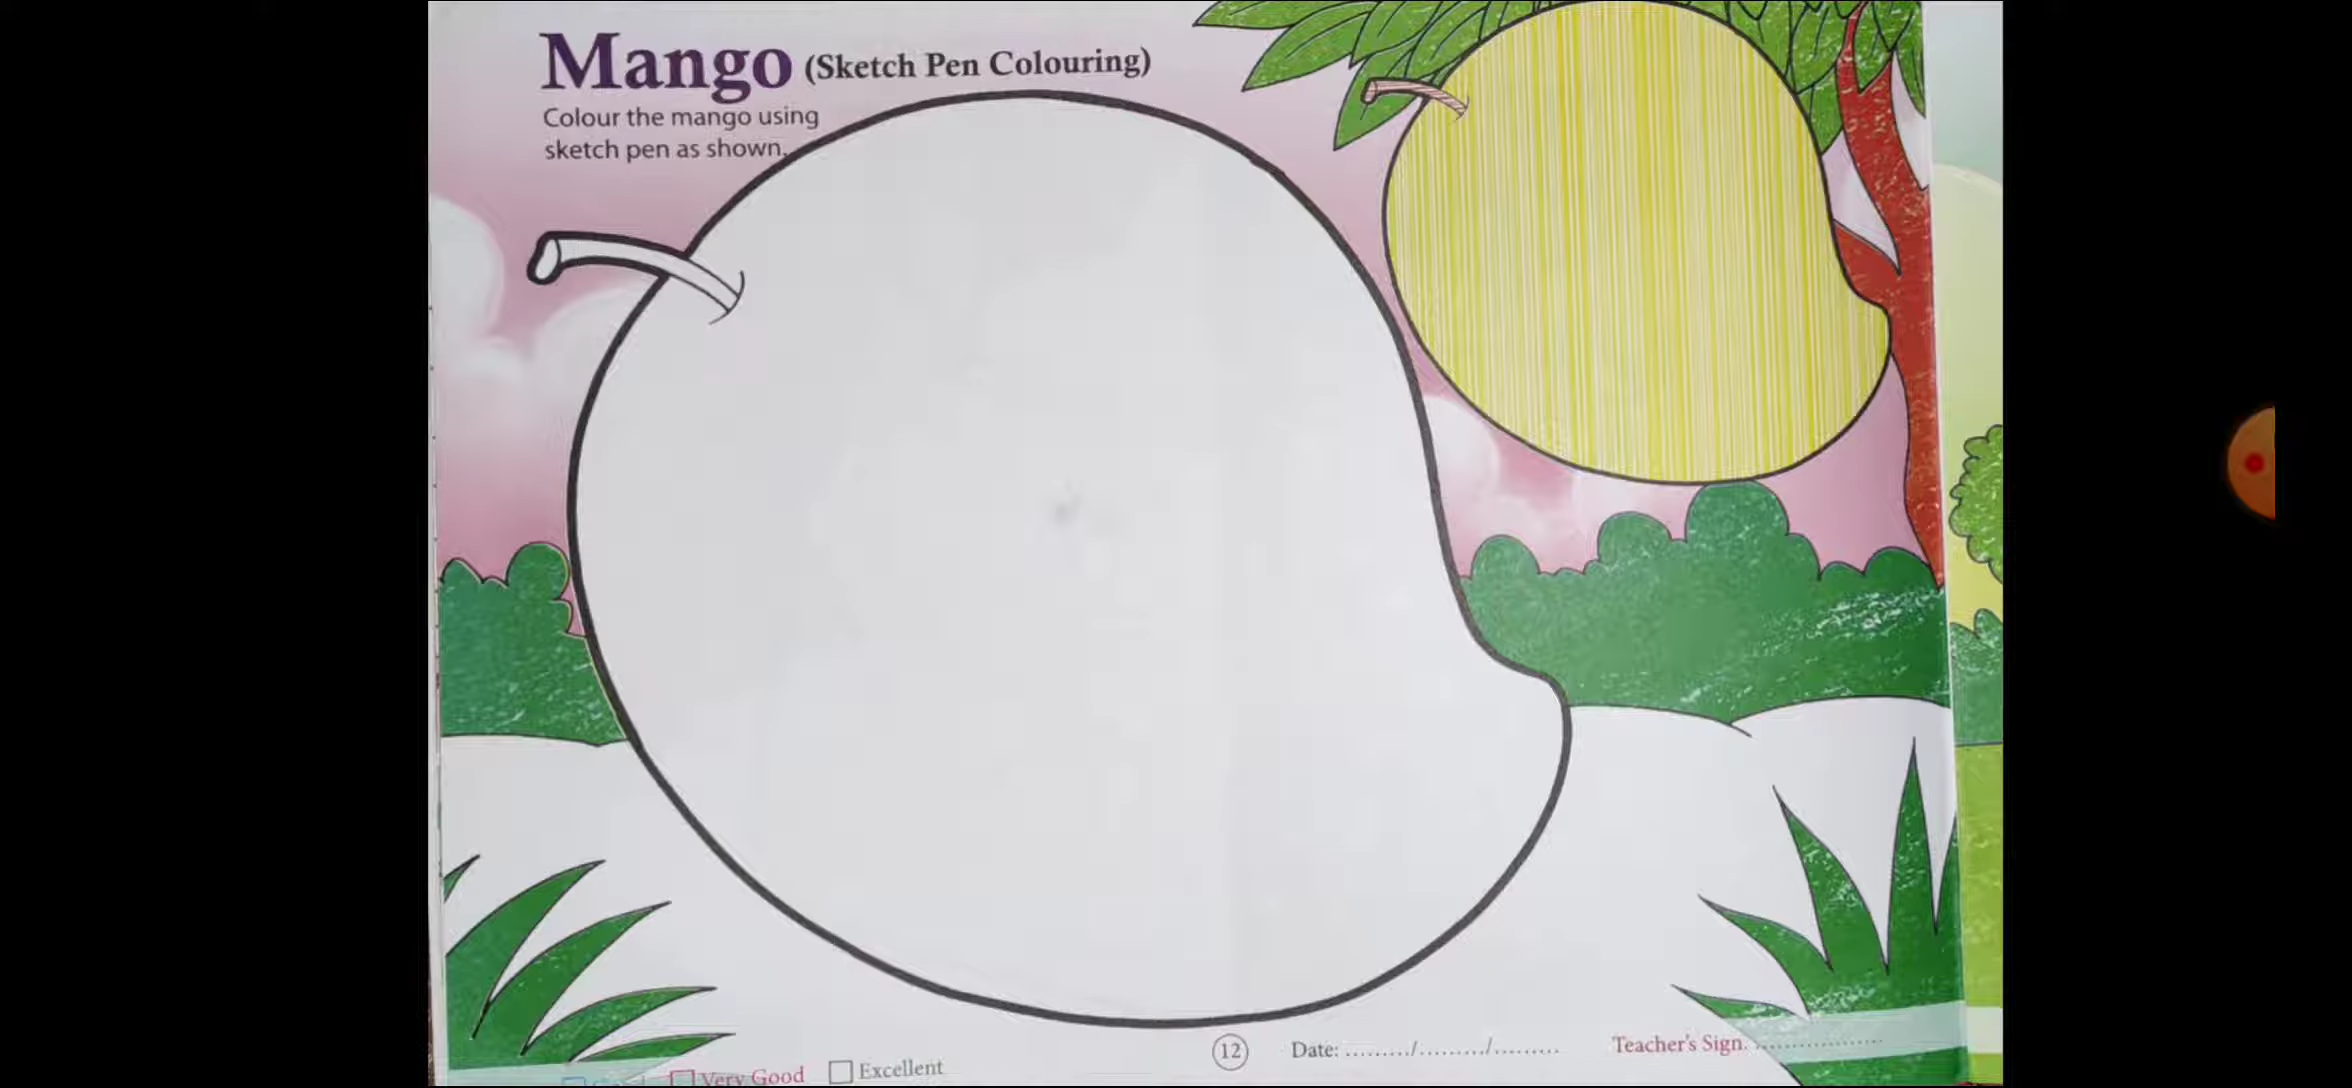 Mango (Sketch Pen Colouring)
Colour the mango using
sketch pen as shown.
Very Good Excellent
12 Date: ........./........./.........
Teacher's Sign. .................